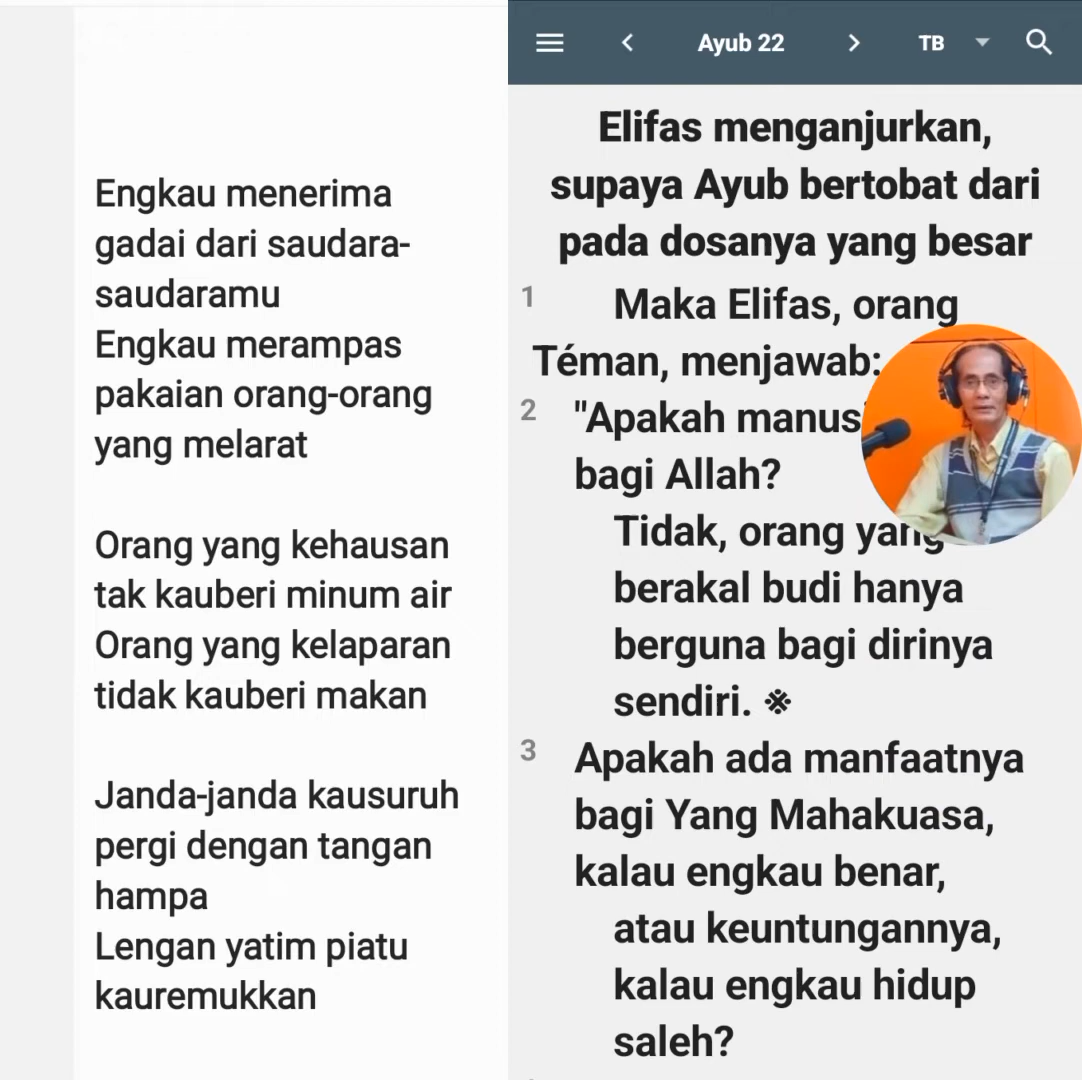 Engkau menerima
gadai dari saudara-
saudaramu
Engkau merampas
pakaian orang-orang
yang melarat
Orang yang kehausan
tak kauberi minum air
Orang yang kelaparan
tidak kauberi makan
Janda-janda kausuruh
pergi dengan tangan
hampa
Lengan yatim piatu
kauremukkan
Ayub 22 TB
Elifas menganjurkan,
supaya Ayub bertobat dari
pada dosanya yang besar
1 Maka Elifas, orang
Téman, menjawab:
2 "Apakah
bagi Allah?
Tidak, orang yang
berakal budi hanya
berguna bagi dirinya
sendiri. ※
3 Apakah ada manfaatnya
bagi Yang Mahakuasa,
kalau engkau benar,
atau keuntungannya,
kalau engkau hidup
saleh?